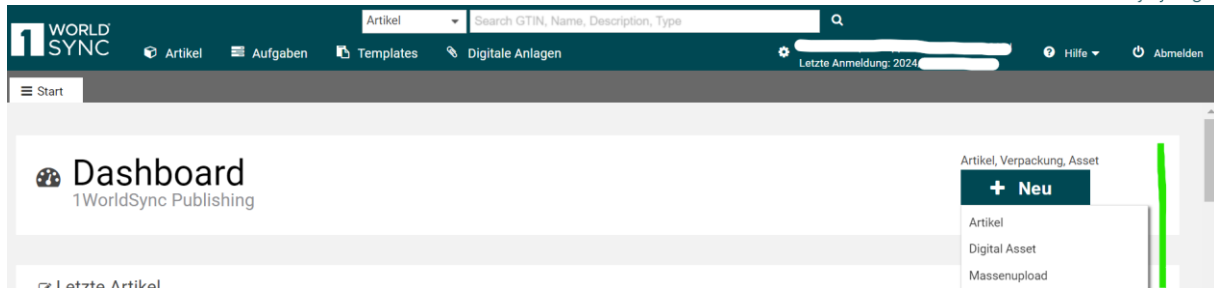 Artikel
Search GTIN, Name, Description, Type
1 WORLD
SYNC
Artikel
Aufgaben
Templates
Digitale Anlagen
Letzte Anmeldung: 2024
Hilfe
Abmelden
Start
Dashboard
1WorldSync Publishing
Artikel, Verpackung, Asset
+ Neu
Artikel
Digital Asset
Massenupload
Letzte Artikel